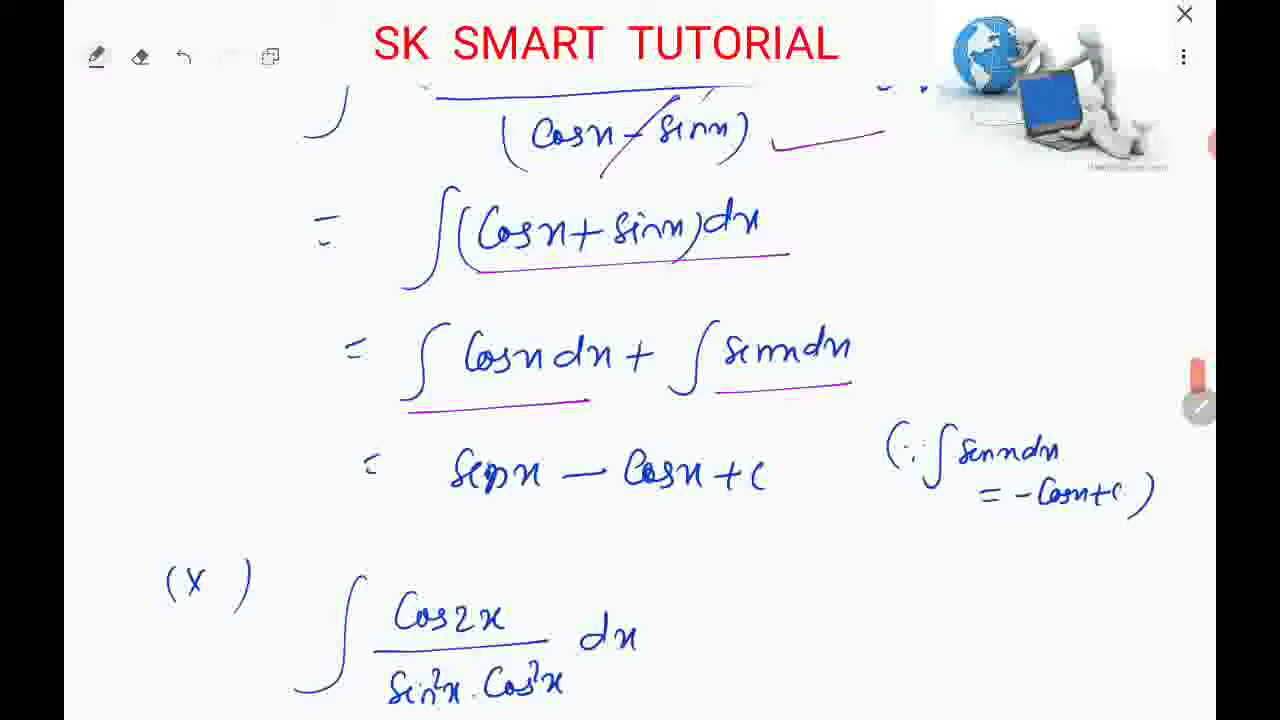 SK SMART TUTORIAL
∫ (Cosx - sinx)
= ∫(Cosx + sinx)dx
= ∫ Cosx dx + ∫ sinx dx
= sinx - Cosx + c (∵ ∫ sinx dx
= -Cosx + c)
(X) ∫ Cos2x / Sin²x . Cos²x dx